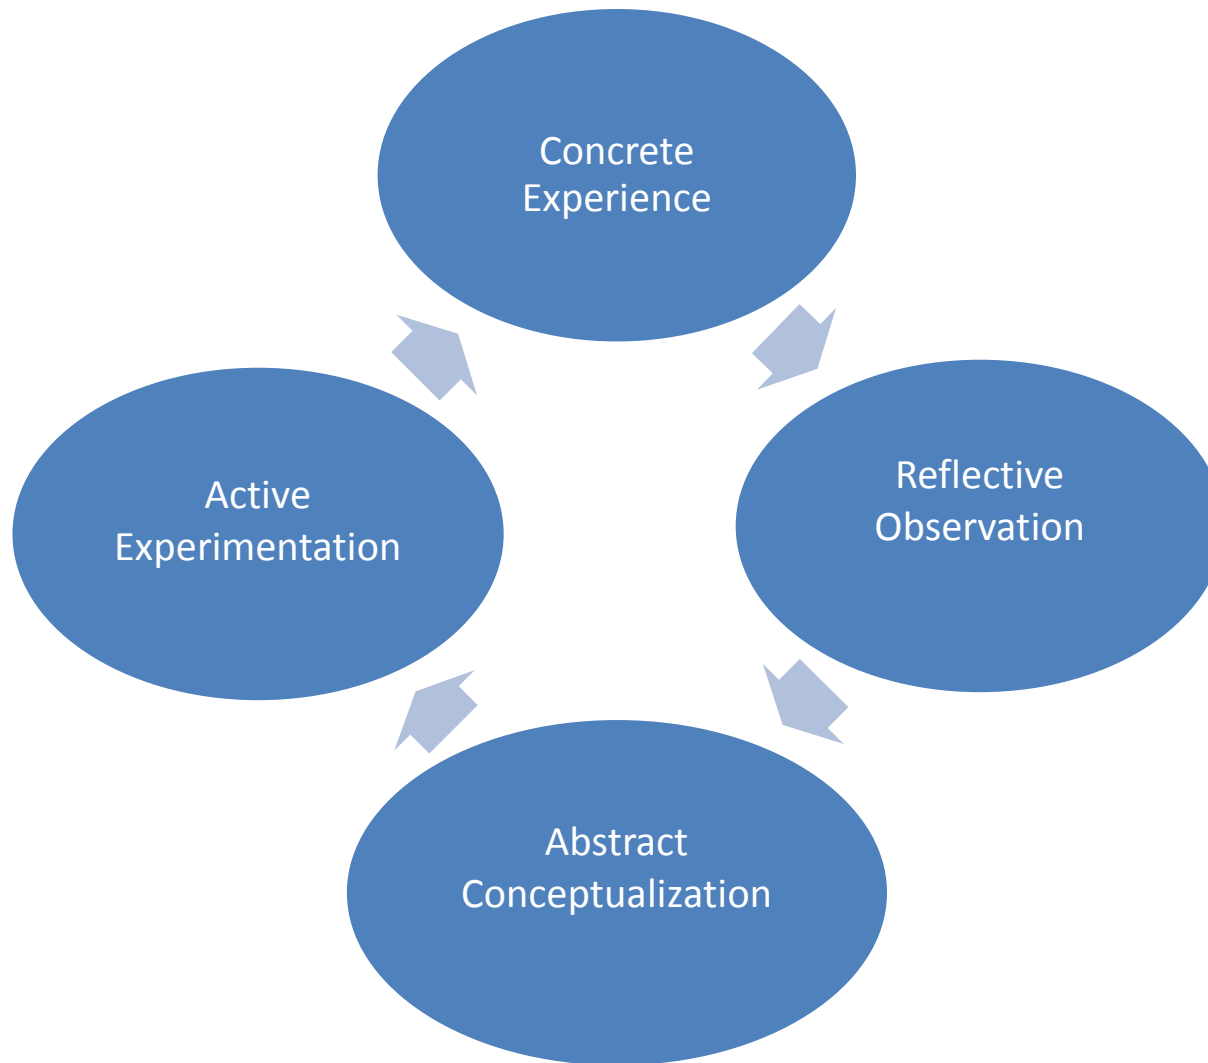 Concrete
Experience
Reflective
Observation
Active
Experimentation
Abstract
Conceptualization